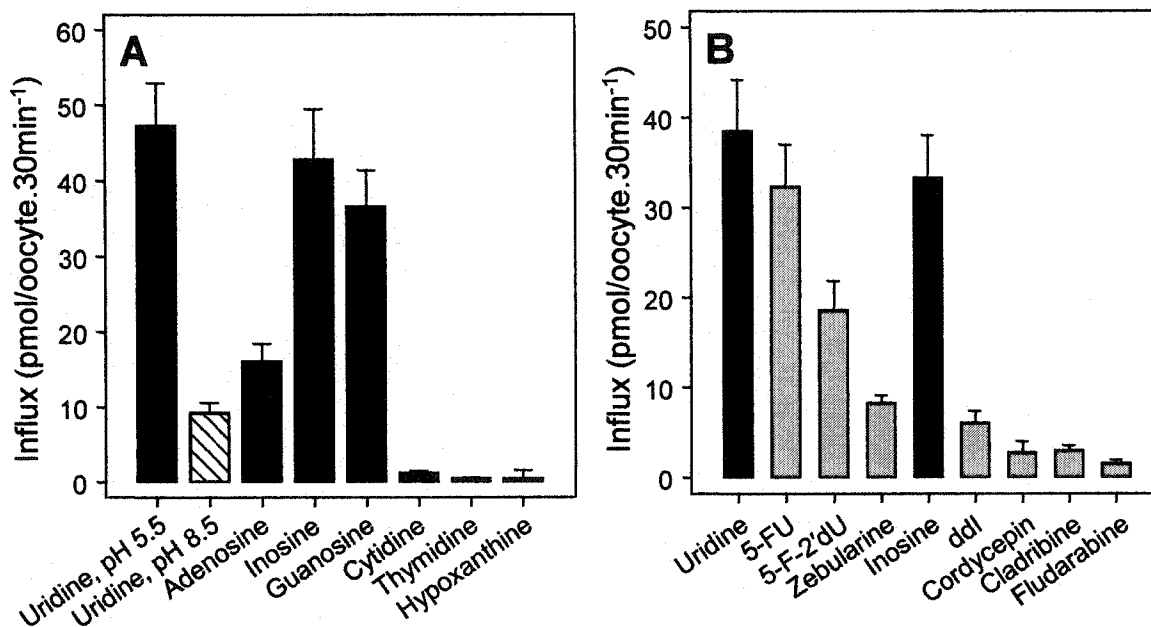 A
Influx (pmol/oocyte.30min⁻¹)
60
50
40
30
20
10
0
Uridine, pH 5.5
Uridine, pH 8.5
Adenosine
Inosine
Guanosine
Cytidine
Thymidine
Hypoxanthine
B
Influx (pmol/oocyte.30min⁻¹)
50
40
30
20
10
0
Uridine
5-FU
5-F-2'dU
Zebularine
Inosine
ddI
Cordycepin
Cladribine
Fludarabine